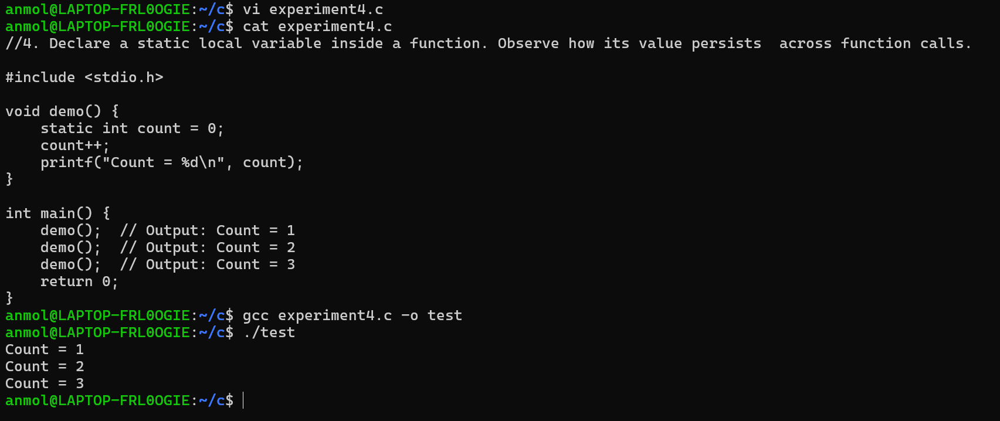 anmol@LAPTOP-FRL0OGIE:~/c$ vi experiment4.c
anmol@LAPTOP-FRL0OGIE:~/c$ cat experiment4.c
//4. Declare a static local variable inside a function. Observe how its value persists  across function calls.

#include <stdio.h>

void demo() {
    static int count = 0;
    count++;
    printf("Count = %d\n", count);
}

int main() {
    demo();  // Output: Count = 1
    demo();  // Output: Count = 2
    demo();  // Output: Count = 3
    return 0;
}
anmol@LAPTOP-FRL0OGIE:~/c$ gcc experiment4.c -o test
anmol@LAPTOP-FRL0OGIE:~/c$ ./test
Count = 1
Count = 2
Count = 3
anmol@LAPTOP-FRL0OGIE:~/c$